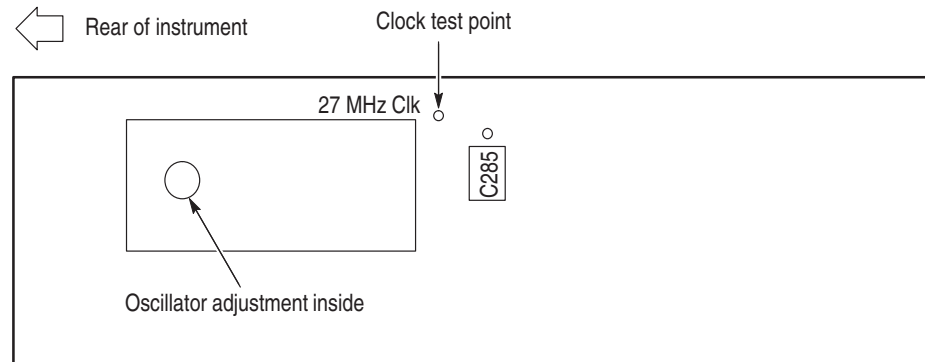 Rear of instrument
Clock test point
27 MHz Clk
C285
Oscillator adjustment inside